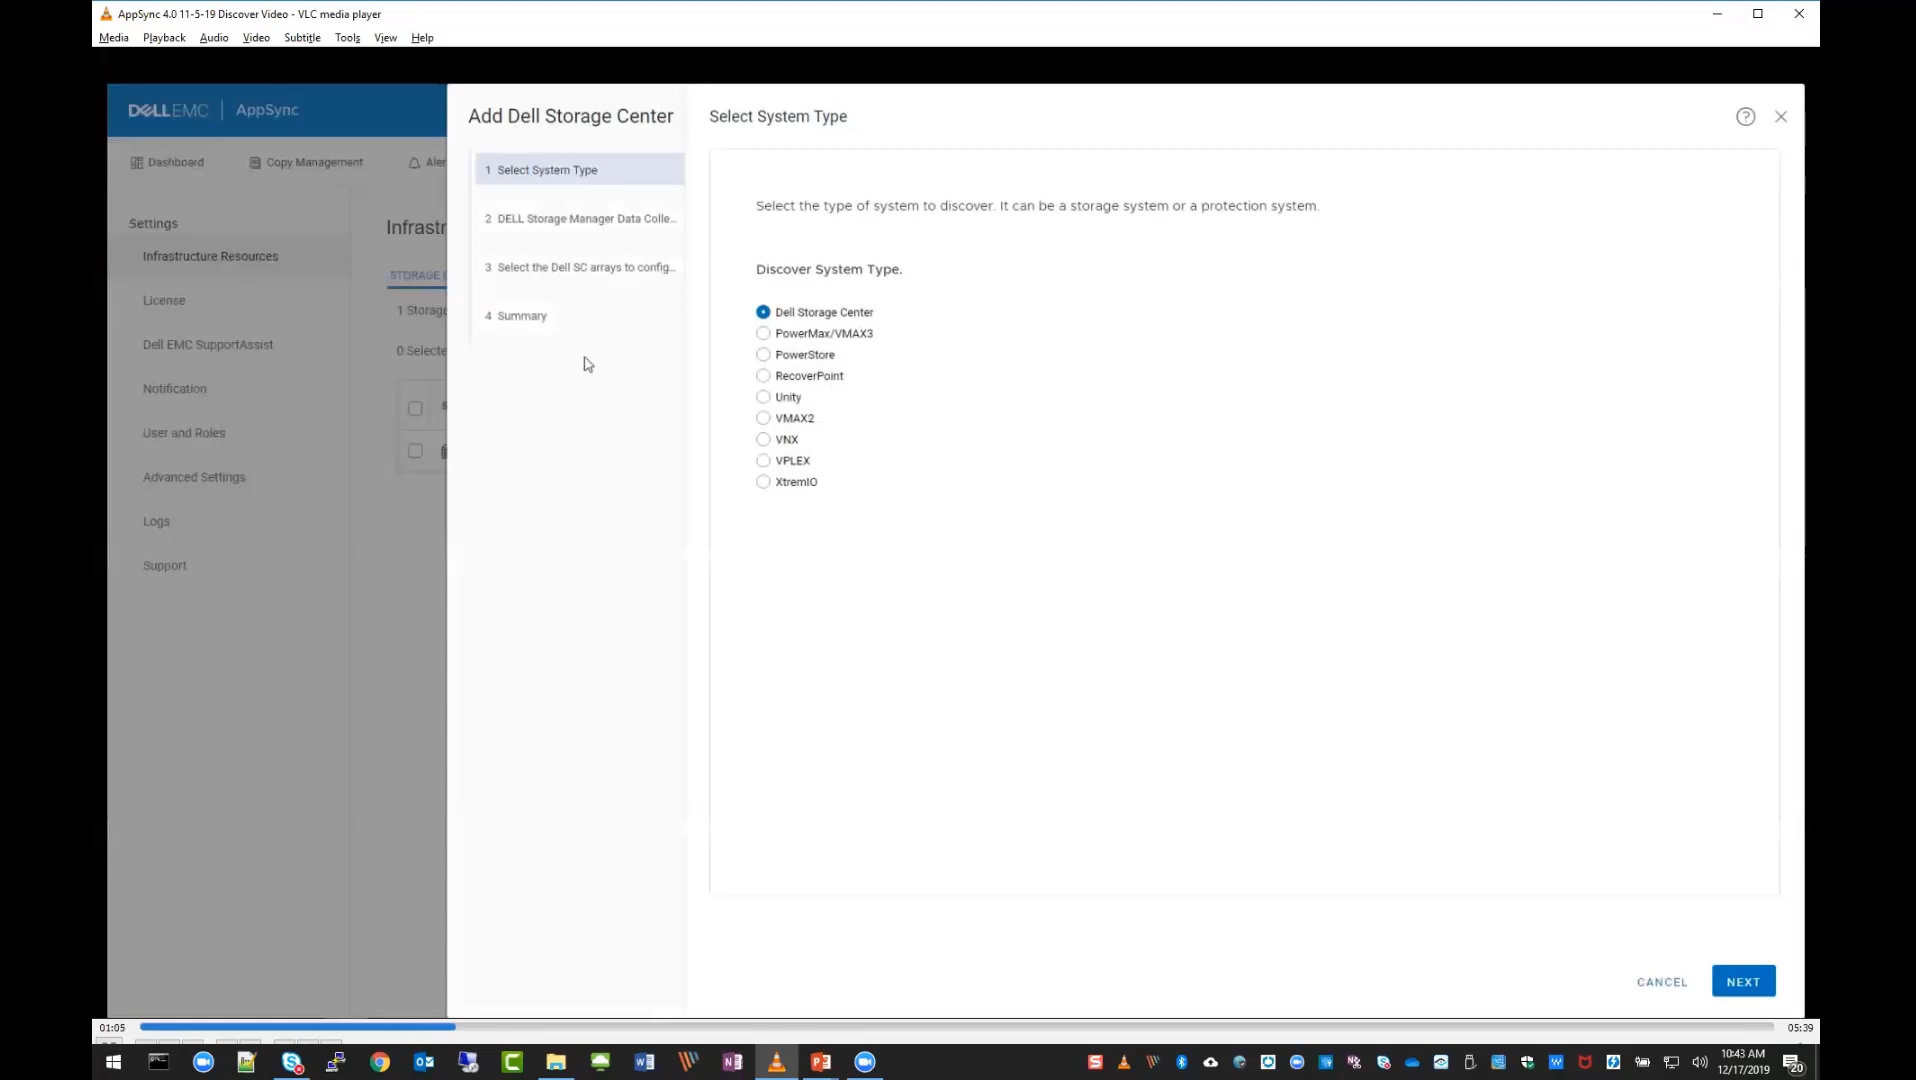 AppSync 4.0 11-5-19 Discover Video - VLC media player
Media Playback Audio Video Subtitle Tools View Help
DELLEMC | AppSync
Dashboard Copy Management Aler
Settings
Infrastructure Resources
License
Dell EMC SupportAssist
Notification
User and Roles
Advanced Settings
Logs
Support
Infrastr
STORAGE
1 Storage
0 Selecte
Add Dell Storage Center
1 Select System Type
2 DELL Storage Manager Data Colle...
3 Select the Dell SC arrays to config...
4 Summary
Select System Type
Select the type of system to discover. It can be a storage system or a protection system.
Discover System Type.
Dell Storage Center
PowerMax/VMAX3
PowerStore
RecoverPoint
Unity
VMAX2
VNX
VPLEX
XtremIO
CANCEL NEXT
01:05 05:39
10:43 AM
12/17/2019
20